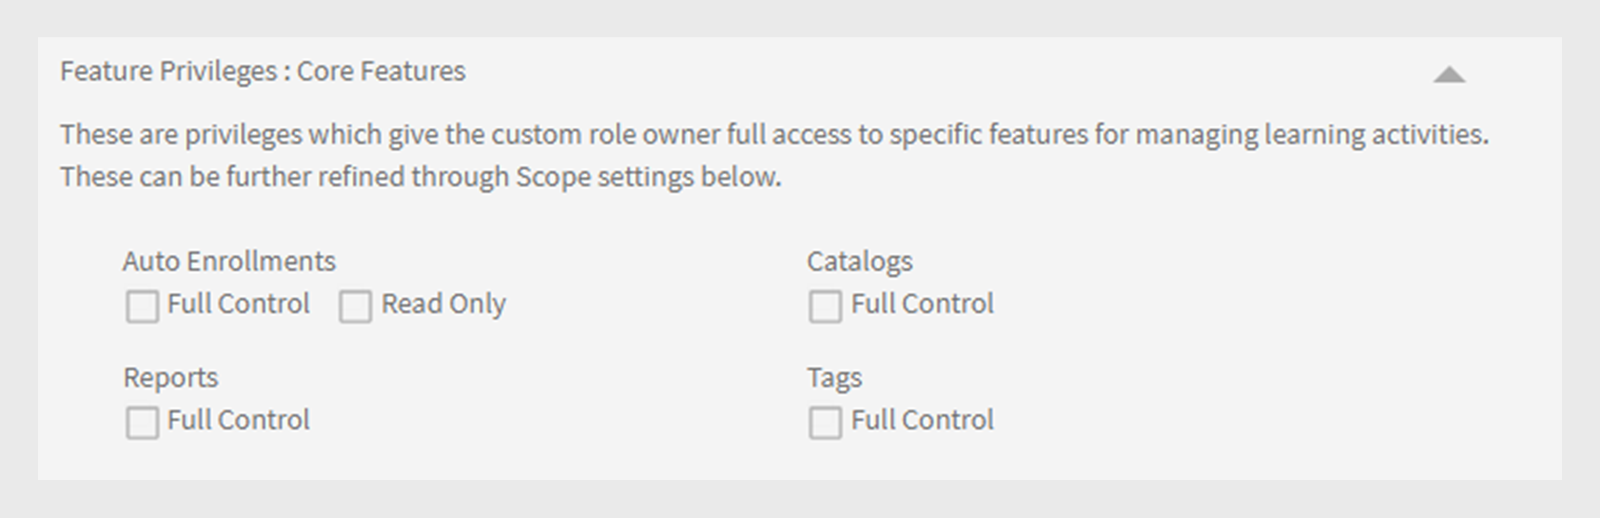 Feature Privileges : Core Features
These are privileges which give the custom role owner full access to specific features for managing learning activities.
These can be further refined through Scope settings below.
Auto Enrollments
Full Control Read Only
Catalogs
Full Control
Reports
Full Control
Tags
Full Control